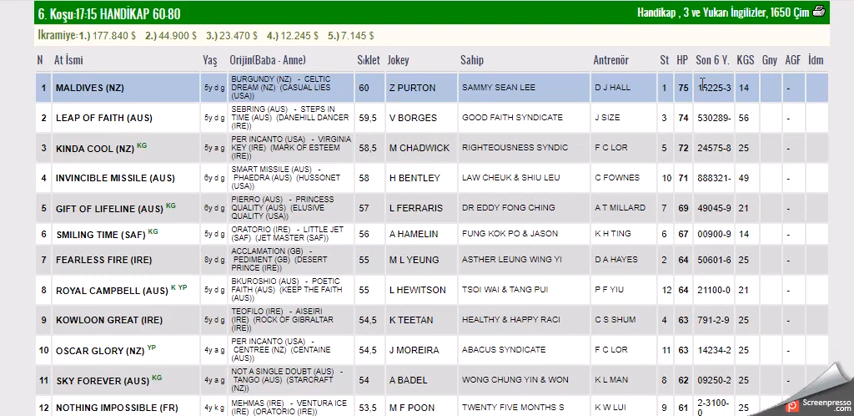 6. Koşu:17:15 HANDİKAP 60-80 Handikap , 3 ve Yukarı İngilizler, 1650 Çim
İkramiye:1.) 177.840 $ 2.) 44.900 $ 3.) 23.470 $ 4.) 12.245 $ 5.) 7.145 $
N At İsmi Yaş Orijin(Baba - Anne) Sıklet Jokey Sahip Antrenör St HP Son 6 Y. KGS Gny AGF İdm
1 MALDIVES (NZ) 5y d g BURGUNDY (NZ) - CELTIC DREAM (NZ) (CASUAL LIES (USA)) 60 Z PURTON SAMMY SEAN LEE D J HALL 1 75 15225-3 14 -
2 LEAP OF FAITH (AUS) 5y d g SEBRING (AUS) - STEPS IN TIME (AUS) (DANEHILL DANCER (IRE)) 59,5 V BORGES GOOD FAITH SYNDICATE J SIZE 3 74 530289- 56 -
3 KINDA COOL (NZ) KG 5y a g PER INCANTO (USA) - VIRGINIA KEY (IRE) (MARK OF ESTEEM (IRE)) 58,5 M CHADWICK RIGHTEOUSNESS SYNDIC F C LOR 5 72 24575-8 25 -
4 INVINCIBLE MISSILE (AUS) 5y d g SMART MISSILE (AUS) - PHAEDRA (AUS) (HUSSONET (USA)) 58 H BENTLEY LAW CHEUK & SHIU LEU C FOWNES 10 71 888321- 49 -
5 GIFT OF LIFELINE (AUS) KG 6y d g PIERRO (AUS) - PRINCESS QUALITY (AUS) (ELUSIVE QUALITY (USA)) 57 L FERRARIS DR EDDY FONG CHING A T MILLARD 7 69 49045-9 21 -
6 SMILING TIME (SAF) KG 5y d g ORATORIO (IRE) - LITTLE JET (SAF) (JET MASTER (SAF)) 56 A HAMELIN FUNG KOK PO & JASON K H TING 6 67 00900-9 14 -
7 FEARLESS FIRE (IRE) 8y d g ACCLAMATION (GB) - PEDIMENT (GB) (DESERT PRINCE (IRE)) 55 M L YEUNG ASTHER LEUNG WING YI D A HAYES 2 64 50601-6 25 -
8 ROYAL CAMPBELL (AUS) K YP 5y d g BKUROSHIO (AUS) - POETIC FAITH (AUS) (KEEP THE FAITH (AUS)) 55 L HEWITSON TSOI WAI & TANG PUI P F YIU 12 64 21100-0 21 -
9 KOWLOON GREAT (IRE) 5y d g TEOFILO (IRE) - AISEIRI (IRE) (ROCK OF GIBRALTAR (IRE)) 54,5 K TEETAN HEALTHY & HAPPY RACI C S SHUM 4 63 791-2-9 25 -
10 OSCAR GLORY (NZ) YP 4y a g PER INCANTO (USA) - CENTREE (NZ) (CENTAINE (AUS)) 54,5 J MOREIRA ABACUS SYNDICATE F C LOR 11 63 14234-2 25 -
11 SKY FOREVER (AUS) KG 4y a g NOT A SINGLE DOUBT (AUS) - TANGO (AUS) (STARCRAFT (NZ)) 54 A BADEL WONG CHUNG YIN & WON K L MAN 8 62 09250-2 25 -
12 NOTHING IMPOSSIBLE (FR) 4y k g MEHMAS (IRE) - VENTURA ICE (IRE) (ORATORIO (IRE)) 53,5 M F POON TWENTY FIVE MONTHS S K W LUI 9 61 2-3100-0 25
Screenpresso
.com